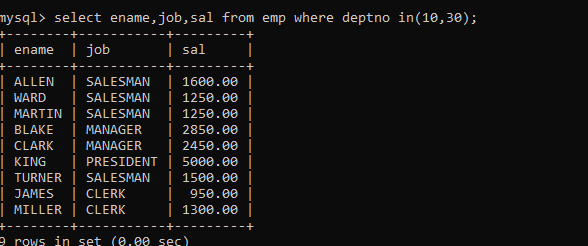 mysql> select ename,job,sal from emp where deptno in(10,30);
+--------+-----------+---------+
| ename  | job       | sal     |
+--------+-----------+---------+
| ALLEN  | SALESMAN  | 1600.00 |
| WARD   | SALESMAN  | 1250.00 |
| MARTIN | SALESMAN  | 1250.00 |
| BLAKE  | MANAGER   | 2850.00 |
| CLARK  | MANAGER   | 2450.00 |
| KING   | PRESIDENT | 5000.00 |
| TURNER | SALESMAN  | 1500.00 |
| JAMES  | CLERK     |  950.00 |
| MILLER | CLERK     | 1300.00 |
+--------+-----------+---------+
9 rows in set (0.00 sec)